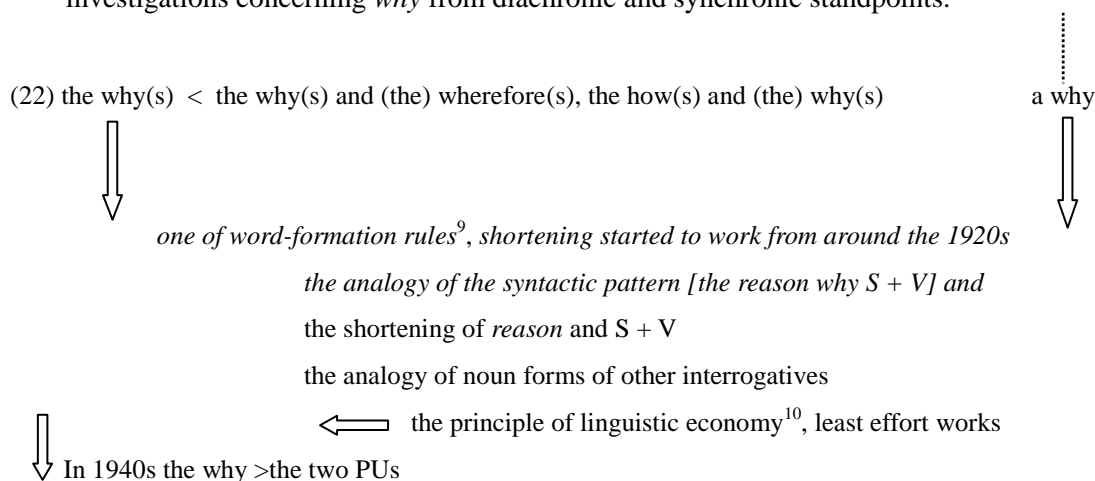 investigations concerning why from diachronic and synchronic standpoints.
(22) the why(s) < the why(s) and (the) wherefore(s), the how(s) and (the) why(s) a why
one of word-formation rules9, shortening started to work from around the 1920s
the analogy of the syntactic pattern [the reason why S + V] and
the shortening of reason and S + V
the analogy of noun forms of other interrogatives
the principle of linguistic economy10, least effort works
In 1940s the why >the two PUs